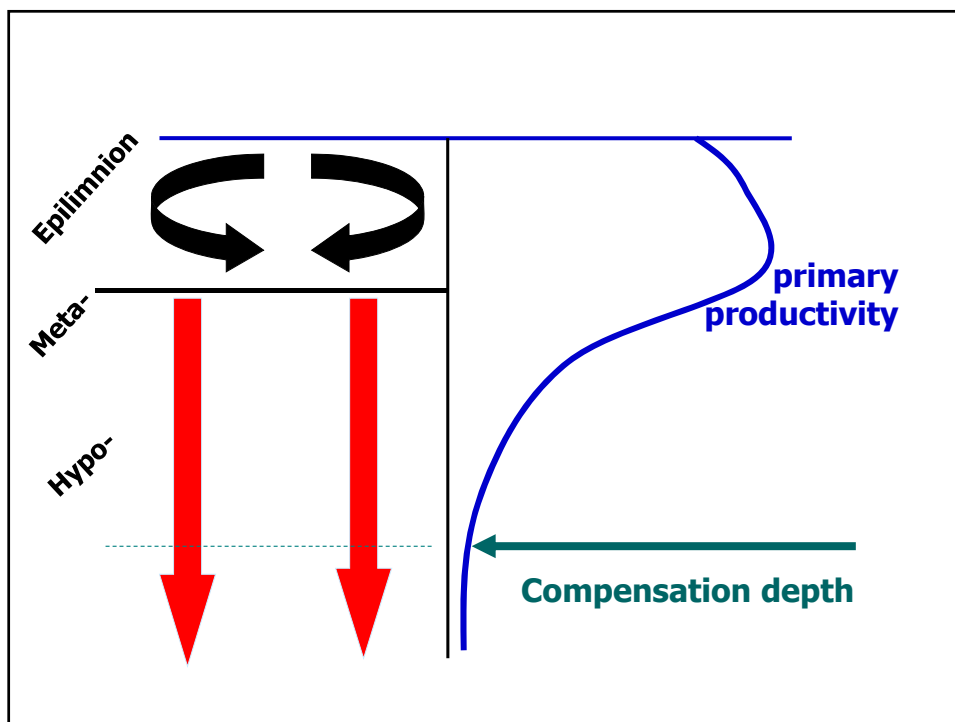 Epilimnion
Meta-
Hypo-
primary
productivity
Compensation depth